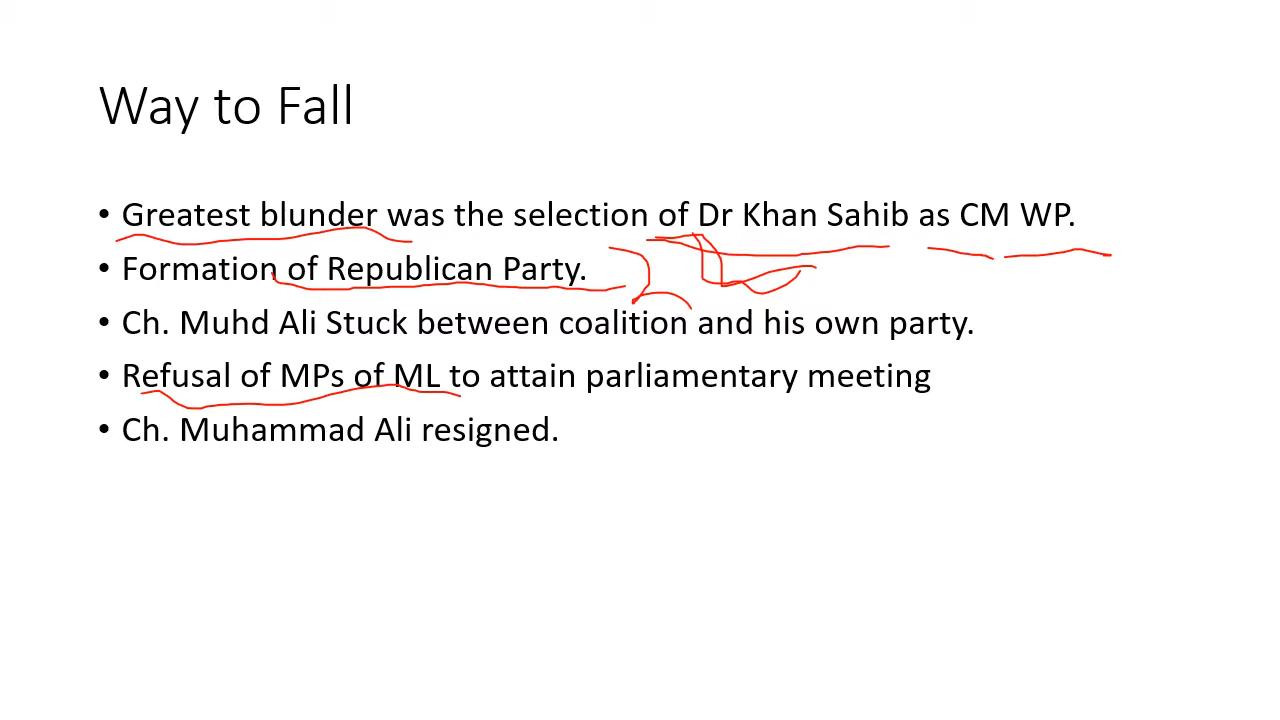 Way to Fall
• Greatest blunder was the selection of Dr Khan Sahib as CM WP.
• Formation of Republican Party.
• Ch. Muhd Ali Stuck between coalition and his own party.
• Refusal of MPs of ML to attain parliamentary meeting
• Ch. Muhammad Ali resigned.